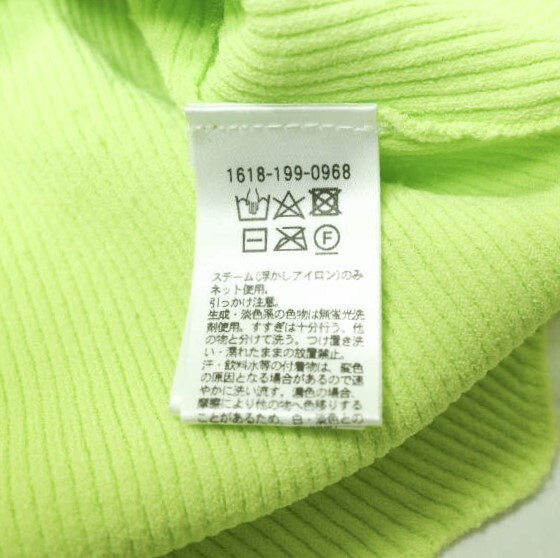 1618-199-0968
F
スチーム(浮かしアイロン)のみ
ネット使用。
引っかけ注意。
生成・淡色系の色物は無蛍光洗
剤使用。すすぎは十分行う。他
の物と分けて洗う。つけ置き洗
い・濡れたままの放置禁止。
汗・飲料水等の付着物は、変色
の原因となる場合があるので速
やかに洗い流す。濃色の場合、
摩擦により他の物へ色移りする
ことがあるため、白・淡色との